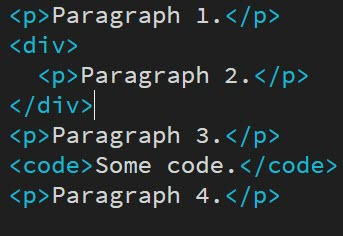 <p>Paragraph 1.</p>
<div>
  <p>Paragraph 2.</p>
</div>
<p>Paragraph 3.</p>
<code>Some code.</code>
<p>Paragraph 4.</p>